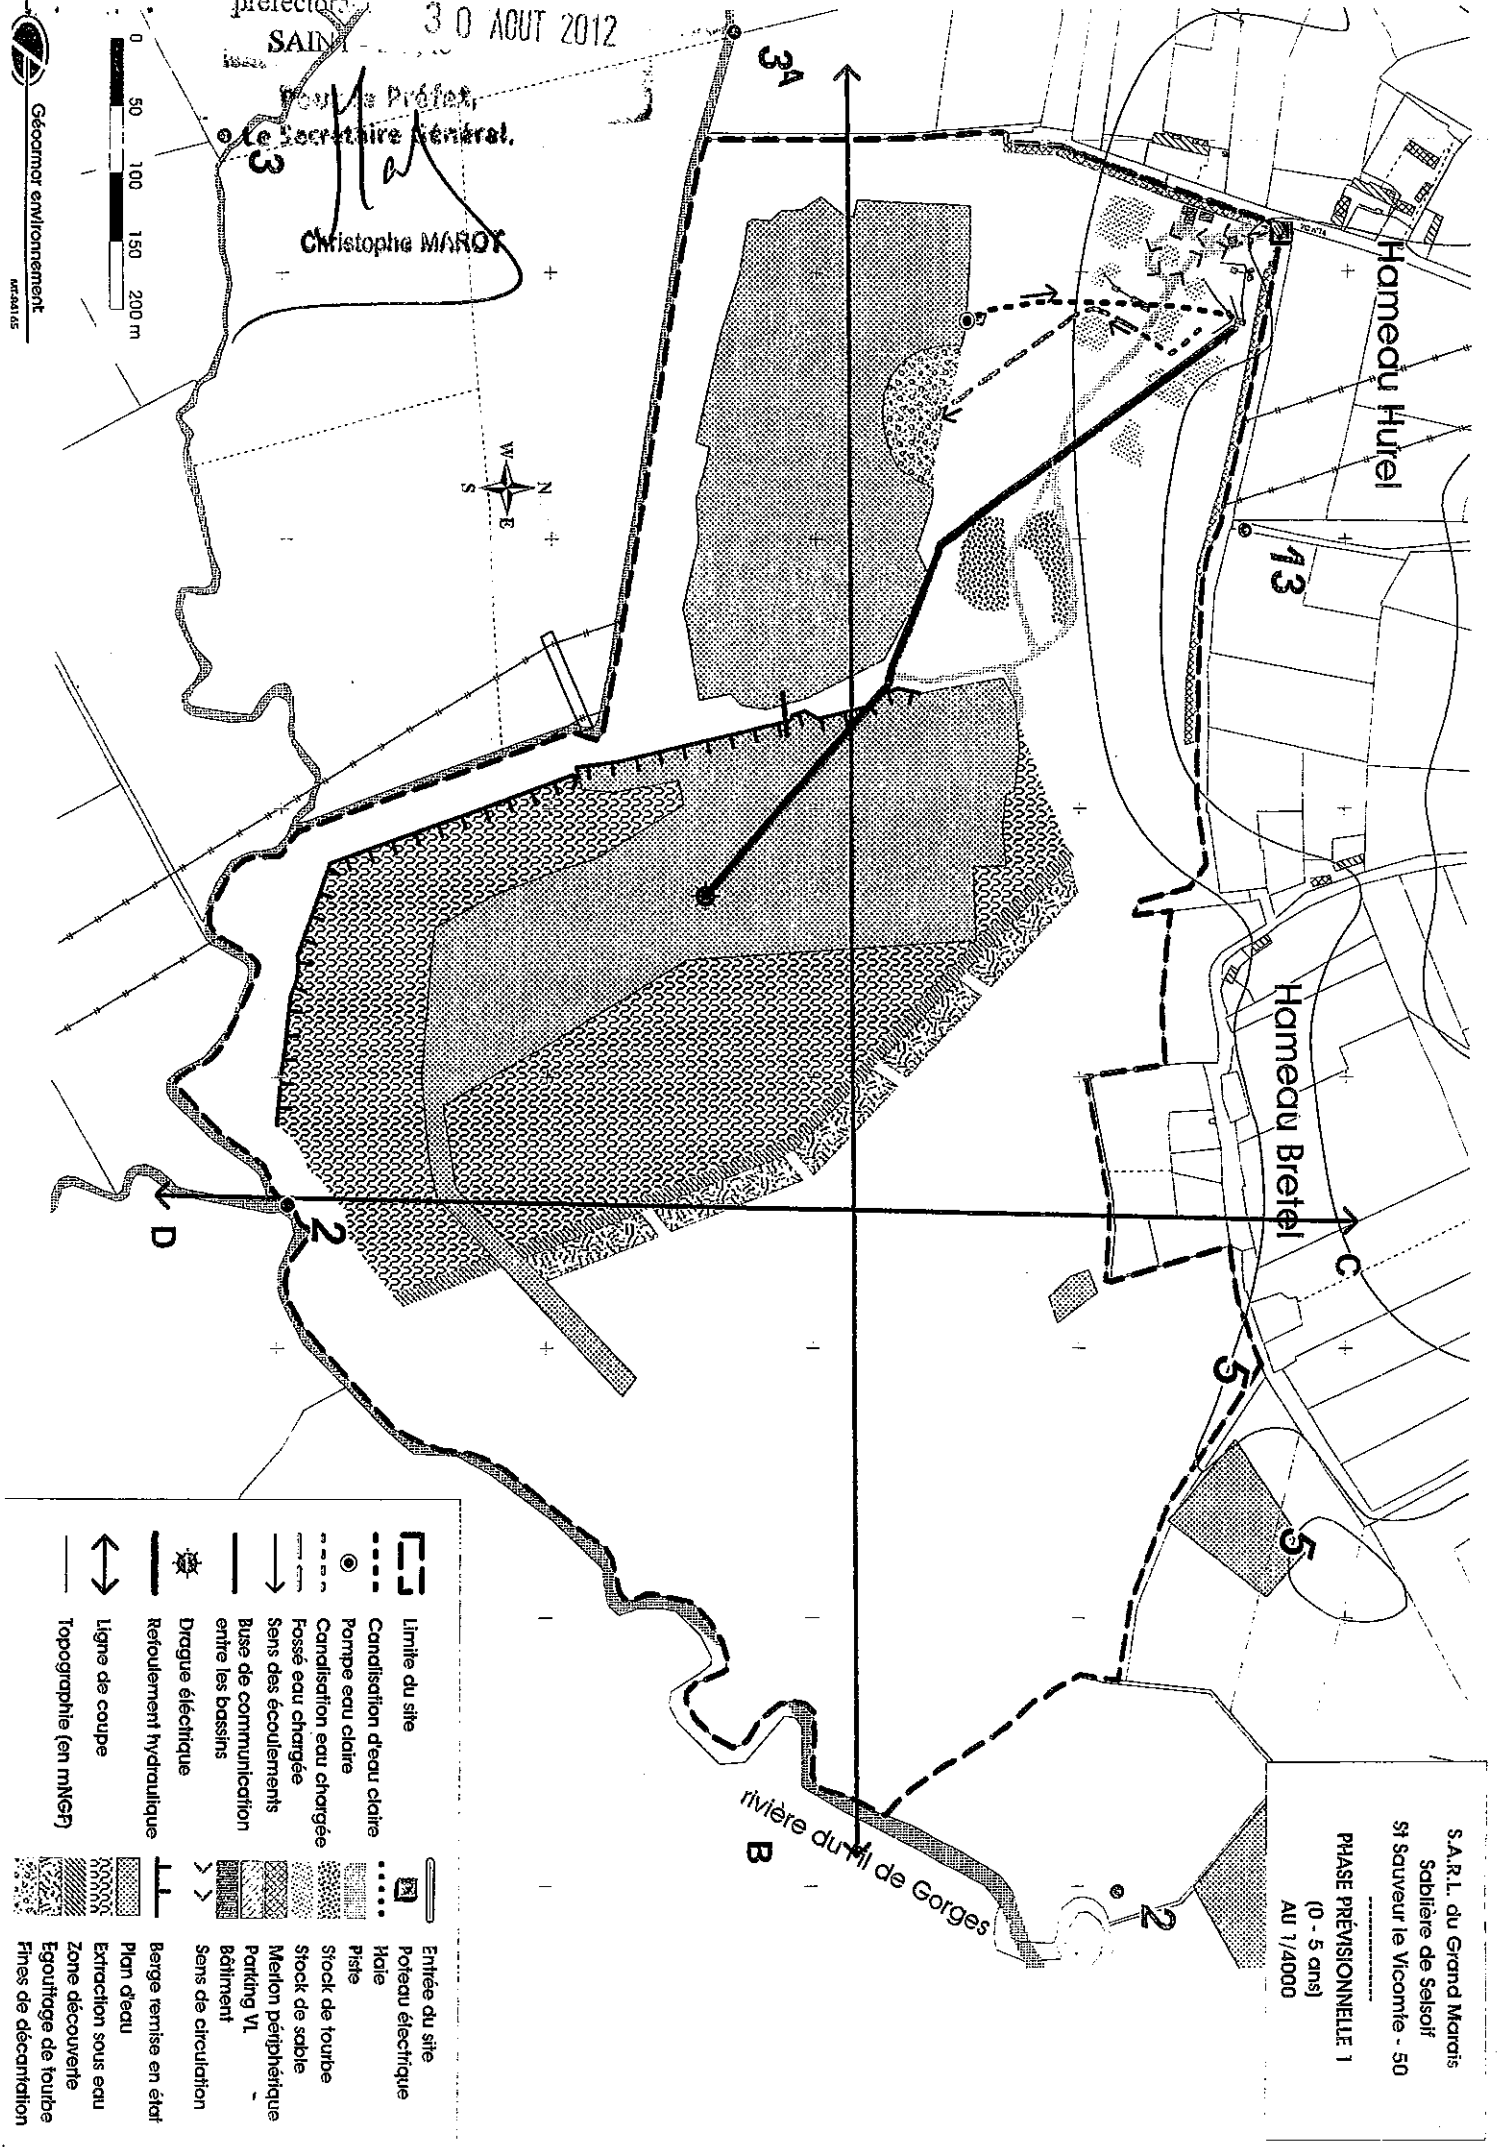 30 AOUT 2012
Pour le Préfet,
Le Secrétaire Général.
Christophe MAROT
0 50 100 150 200 m
Géoarmor environnement
S.A.R.L. du Grand Marais
Sablière de Selsoif
St Sauveur le Vicomte - 50
PHASE PRÉVISIONNELLE 1
(0 - 5 ans)
AU 1/4000
Hameau Hurel
Hameau Bretel
rivière du
de Gorges
3
3
A
13
N
W
E
S
D
2
C
5
5
B
2
Limite du site
Canalisation d'eau claire
Pompe eau claire
Canalisation eau chargée
Fossé eau chargée
Sens des écoulements
Buse de communication
entre les bassins
Drague éléctrique
Refoulement hydraulique
Ligne de coupe
Topographie (en mNGF)
Entrée du site
Poteau électrique
Haie
Piste
Stock de tourbe
Stock de sable
Merlon périphérique
Parking VL
Bâtiment
Sens de circulation
Berge remise en état
Plan d'eau
Extraction sous eau
Zone découverte
Egouttage de tourbe
Fines de décantation